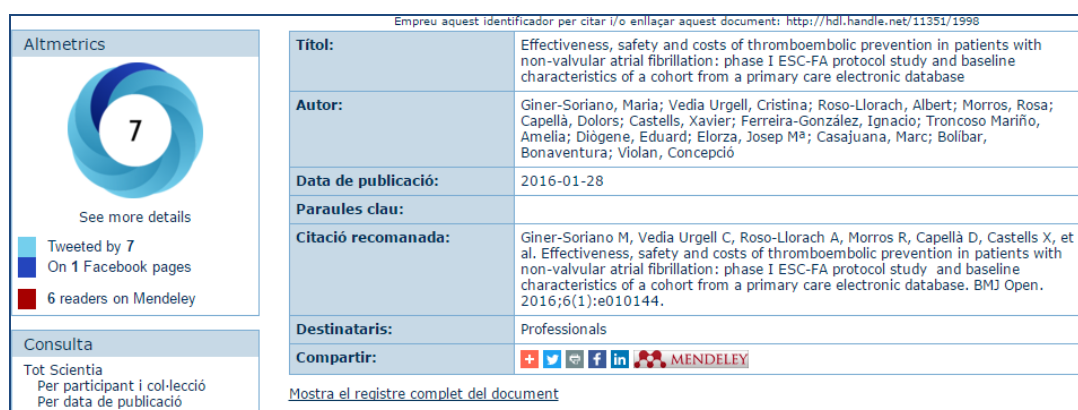 Empreu aquest identificador per citar i/o enllaçar aquest document: http://hdl.handle.net/11351/1998
Altmetrics
7
See more details
Tweeted by 7
On 1 Facebook pages
6 readers on Mendeley
Consulta
Tot Scientia
Per participant i col·lecció
Per data de publicació
Títol:
Effectiveness, safety and costs of thromboembolic prevention in patients with
non-valvular atrial fibrillation: phase I ESC-FA protocol study and baseline
characteristics of a cohort from a primary care electronic database
Autor:
Giner-Soriano, Maria; Vedia Urgell, Cristina; Roso-Llorach, Albert; Morros, Rosa;
Capellà, Dolors; Castells, Xavier; Ferreira-González, Ignacio; Troncoso Mariño,
Amelia; Diògene, Eduard; Elorza, Josep Mª; Casajuana, Marc; Bolíbar,
Bonaventura; Violan, Concepció
Data de publicació:
2016-01-28
Paraules clau:
Citació recomanada:
Giner-Soriano M, Vedia Urgell C, Roso-Llorach A, Morros R, Capellà D, Castells X, et
al. Effectiveness, safety and costs of thromboembolic prevention in patients with
non-valvular atrial fibrillation: phase I ESC-FA protocol study and baseline
characteristics of a cohort from a primary care electronic database. BMJ Open.
2016;6(1):e010144.
Destinataris:
Professionals
Compartir:
MENDELEY
Mostra el registre complet del document